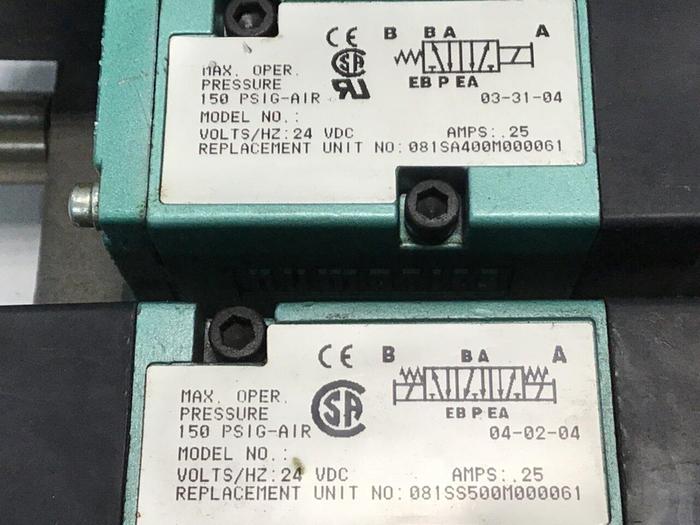 CE B B A A
SA
EB P EA
MAX. OPER.
PRESSURE
150 PSIG-AIR 03-31-04
MODEL NO.:
VOLTS/HZ:24 VDC AMPS:.25
REPLACEMENT UNIT NO:081SA400M000061
CE B B A A
SA
EB P EA
MAX. OPER.
PRESSURE
150 PSIG-AIR 04-02-04
MODEL NO.:
VOLTS/HZ:24 VDC AMPS:.25
REPLACEMENT UNIT NO:081SS500M000061